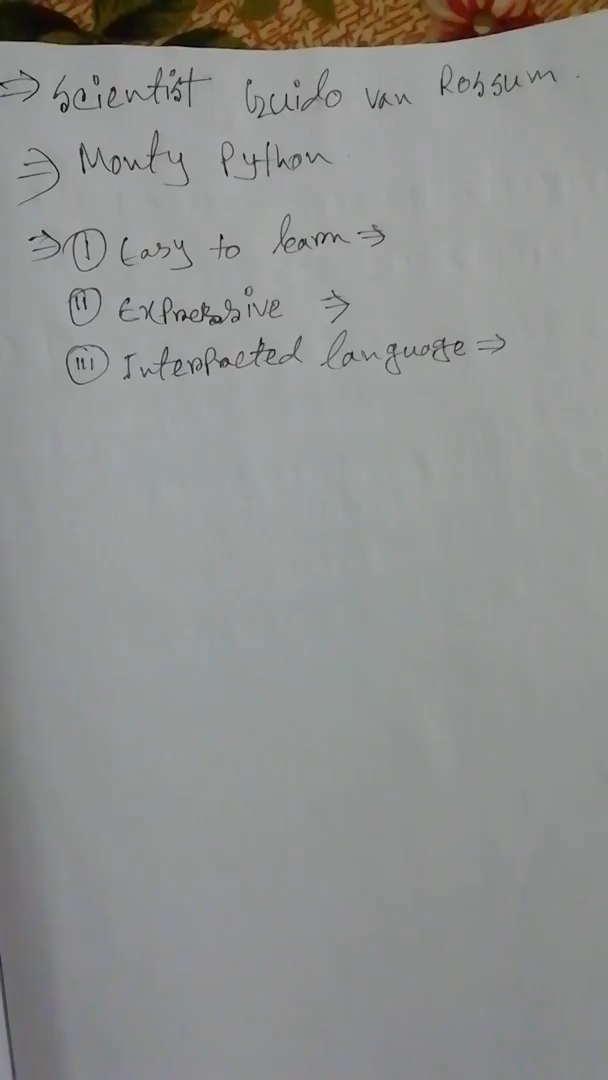 ⇒ Scientist Guido van Rossum.
⇒ Monty Python.
⇒ (I) Easy to learn ⇒
(II) Expressive ⇒
(III) Interpreted language ⇒